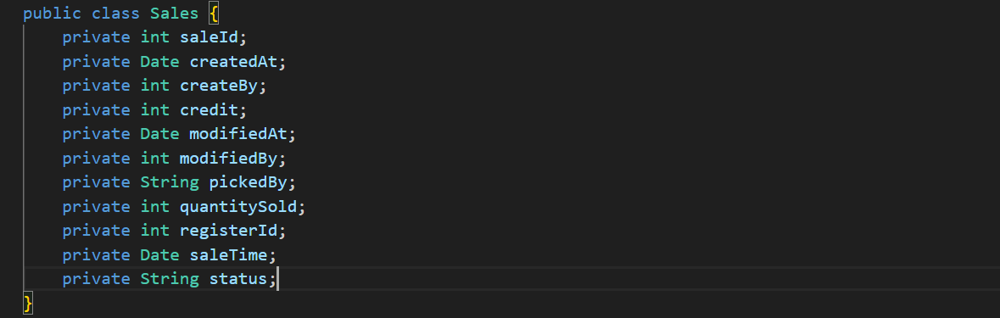 public class Sales {
    private int saleId;
    private Date createdAt;
    private int createBy;
    private int credit;
    private Date modifiedAt;
    private int modifiedBy;
    private String pickedBy;
    private int quantitySold;
    private int registerId;
    private Date saleTime;
    private String status;
}